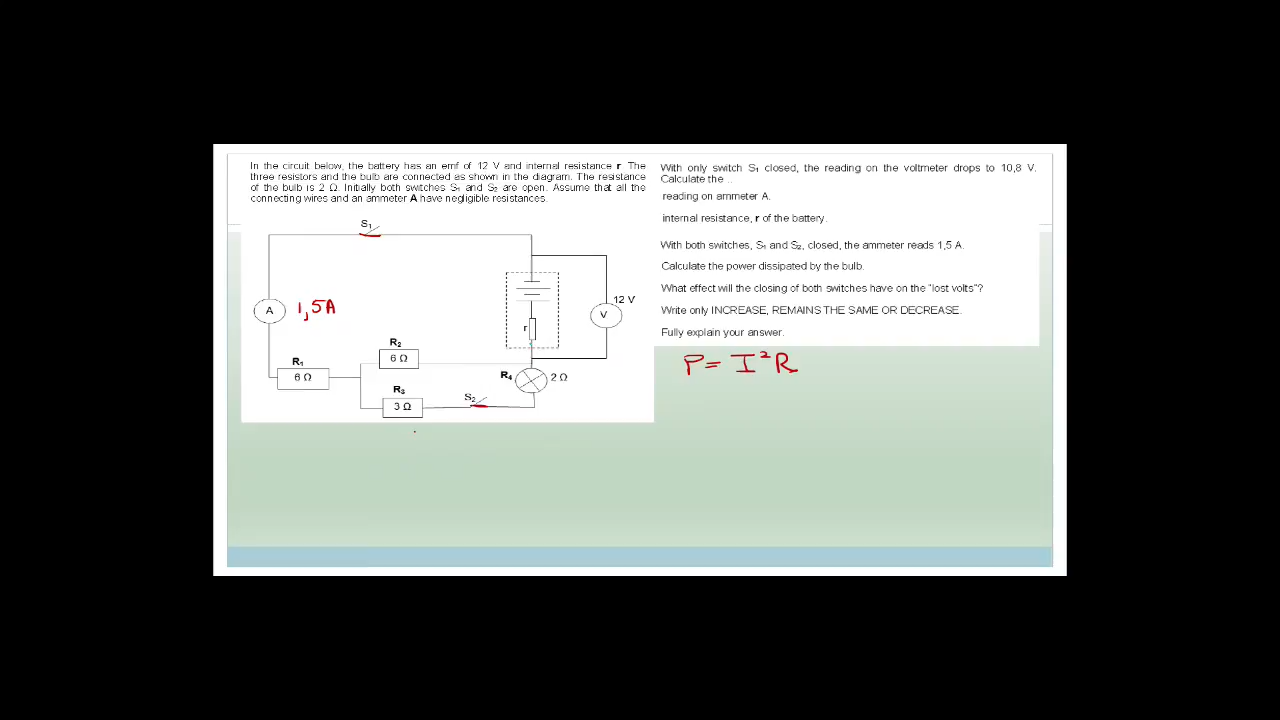 In the circuit below, the battery has an emf of 12 V and internal resistance r. The
three resistors and the bulb are connected as shown in the diagram. The resistance
of the bulb is 2 Ω. Initially both switches S₁ and S₂ are open. Assume that all the
connecting wires and an ammeter A have negligible resistances.
With only switch S₁ closed, the reading on the voltmeter drops to 10,8 V.
Calculate the ..
reading on ammeter A.
internal resistance, r of the battery.
With both switches, S₁ and S₂, closed, the ammeter reads 1,5 A.
Calculate the power dissipated by the bulb.
What effect will the closing of both switches have on the "lost volts"?
Write only INCREASE, REMAINS THE SAME OR DECREASE.
Fully explain your answer.
P = I²R
S₁
12 V
A
1,5A
V
r
R₂
6 Ω
R₁
6 Ω
R₄
2 Ω
R₃
3 Ω
S₂